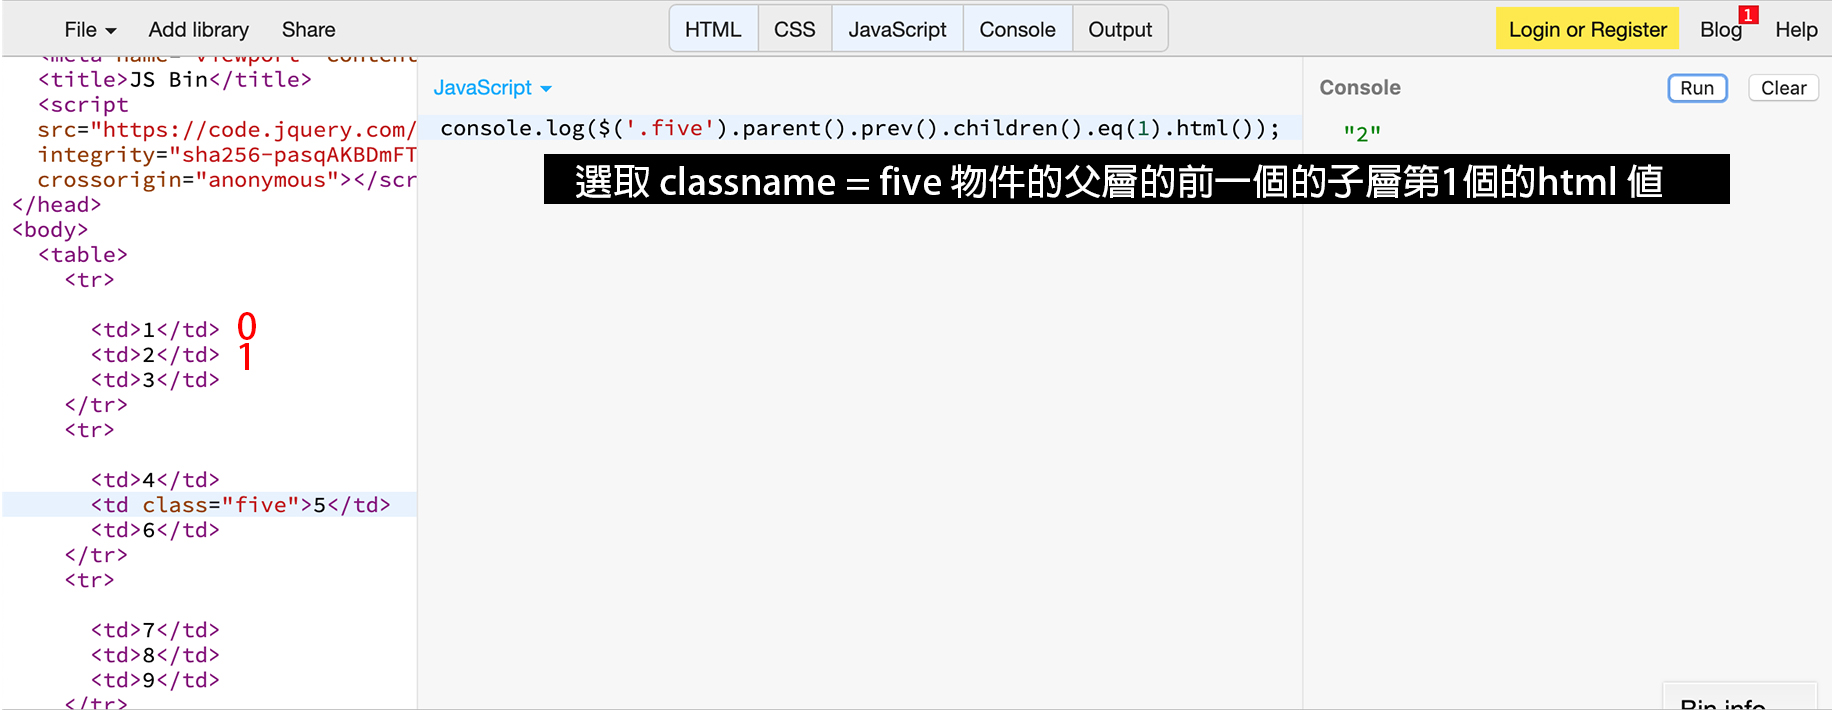 File Add library Share HTML CSS JavaScript Console Output Login or Register Blog 1 Help
<meta name="viewport" content
<title>JS Bin</title>
<script
src="https://code.jquery.com/
integrity="sha256-pasqAKBDmFT
crossorigin="anonymous"></scr
</head>
<body>
<table>
<tr>
<td>1</td> 0
<td>2</td> 1
<td>3</td>
</tr>
<tr>
<td>4</td>
<td class="five">5</td>
<td>6</td>
</tr>
<tr>
<td>7</td>
<td>8</td>
<td>9</td>
</tr>
JavaScript
console.log($('.five').parent().prev().children().eq(1).html());
選取 classname = five 物件的父層的前一個的子層第1個的html 值
Console Run Clear
"2"
Bin info